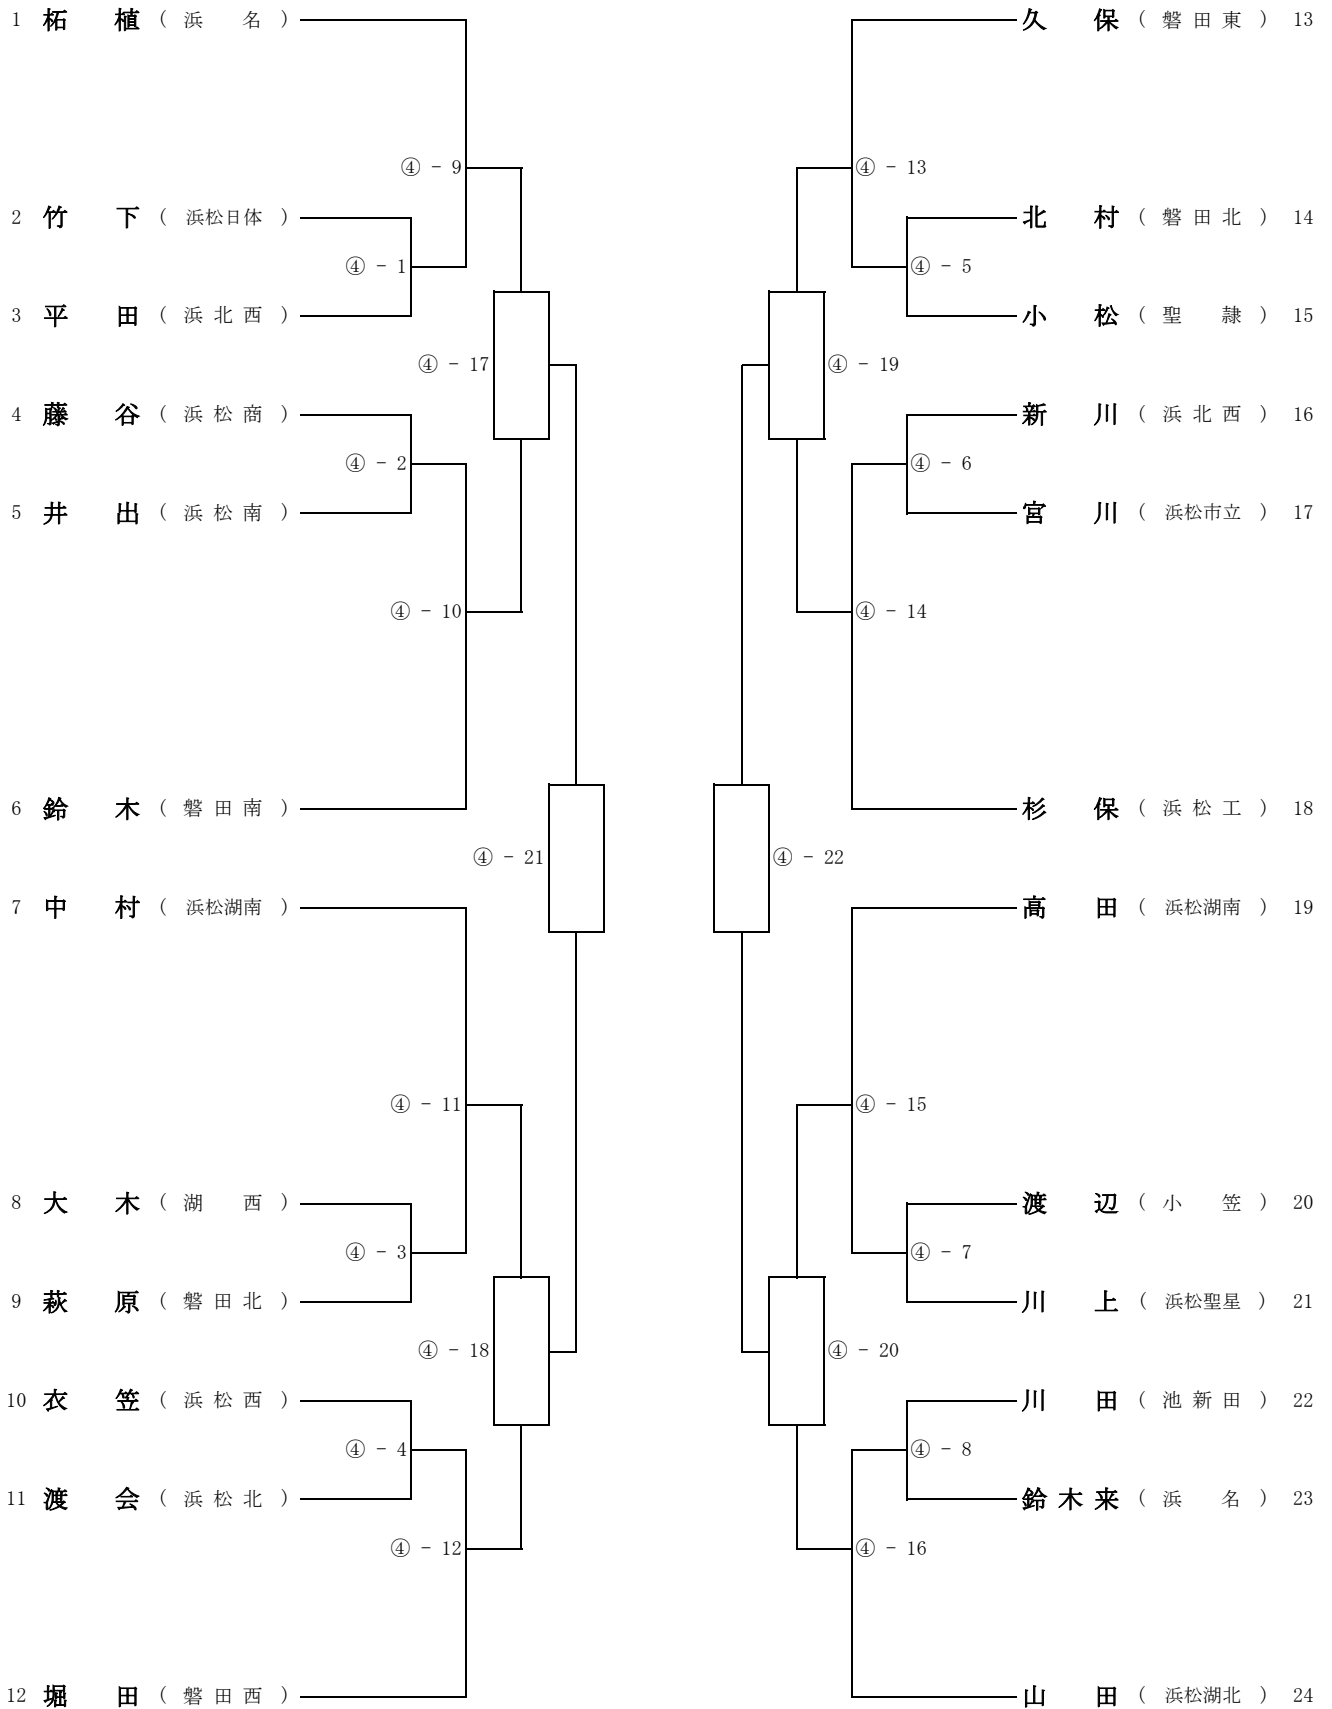 1 柘植 ( 浜名 ) 久保 ( 磐田東 ) 13
④ - 9 ④ - 13
2 竹下 ( 浜松日体 ) 北村 ( 磐田北 ) 14
④ - 1 ④ - 5
3 平田 ( 浜北西 ) 小松 ( 聖隷 ) 15
④ - 17 ④ - 19
4 藤谷 ( 浜松商 ) 新川 ( 浜北西 ) 16
④ - 2 ④ - 6
5 井出 ( 浜松南 ) 宮川 ( 浜松市立 ) 17
④ - 10 ④ - 14
6 鈴木 ( 磐田南 ) 杉保 ( 浜松工 ) 18
④ - 21 ④ - 22
7 中村 ( 浜松湖南 ) 高田 ( 浜松湖南 ) 19
④ - 11 ④ - 15
8 大木 ( 湖西 ) 渡辺 ( 小笠 ) 20
④ - 3 ④ - 7
9 萩原 ( 磐田北 ) 川上 ( 浜松聖星 ) 21
④ - 18 ④ - 20
10 衣笠 ( 浜松西 ) 川田 ( 池新田 ) 22
④ - 4 ④ - 8
11 渡会 ( 浜松北 ) 鈴木来 ( 浜名 ) 23
④ - 12 ④ - 16
12 堀田 ( 磐田西 ) 山田 ( 浜松湖北 ) 24